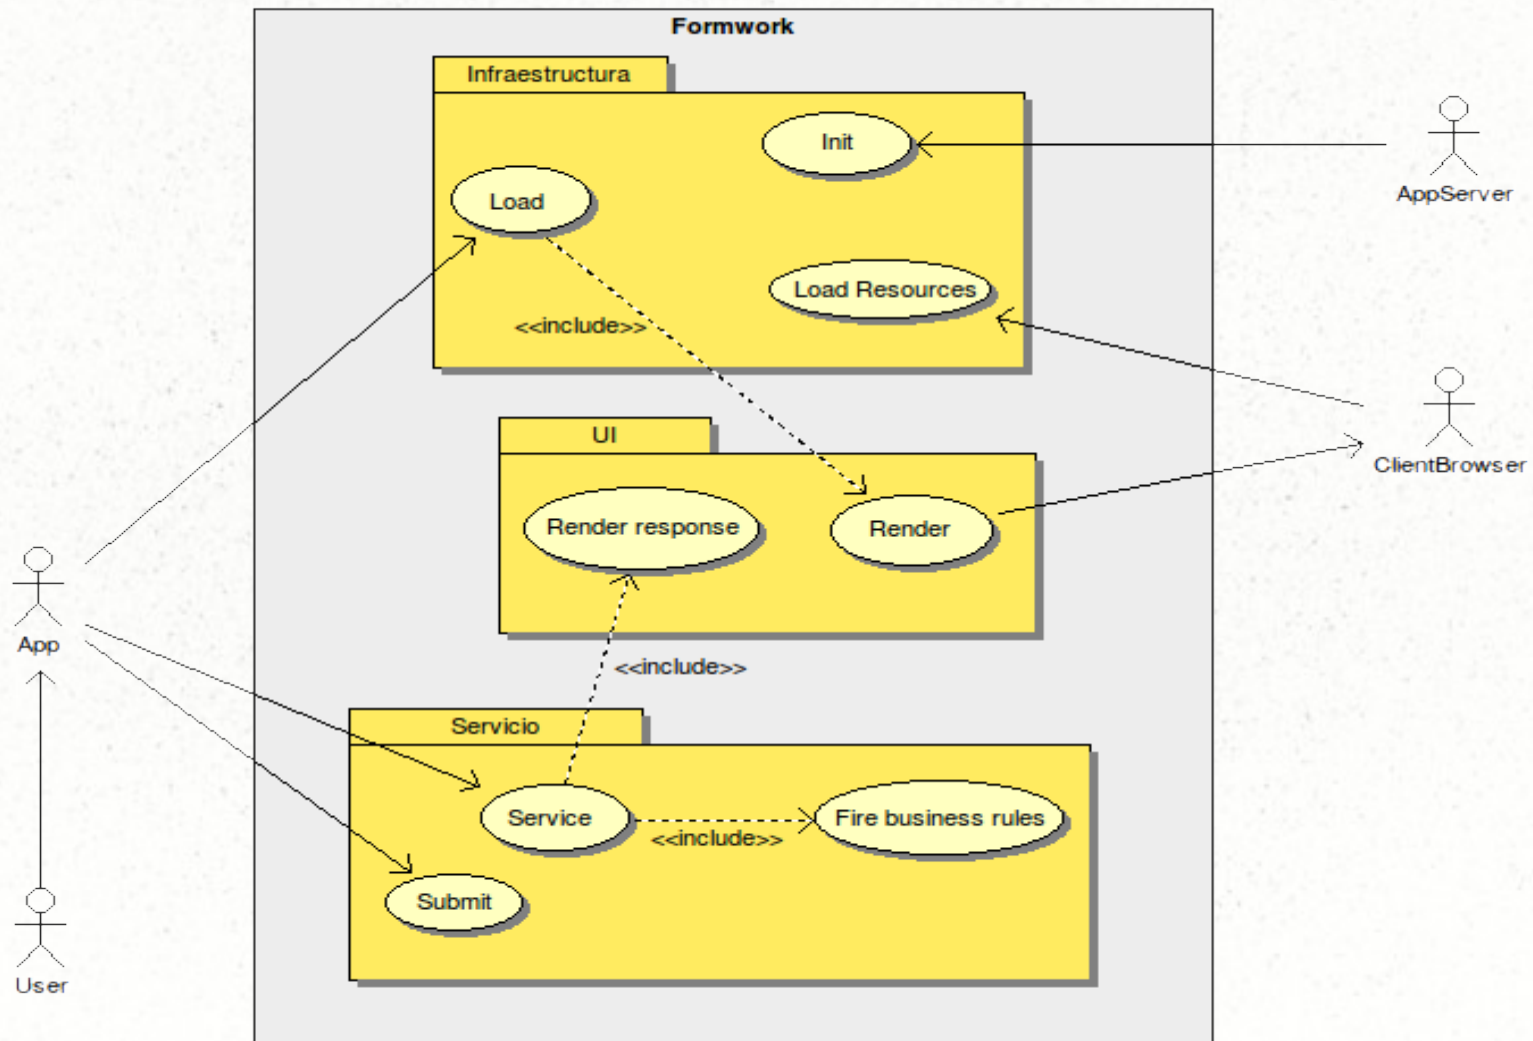 Formwork
Infraestructura
Init
AppServer
Load
Load Resources
<<include>>
ClientBrowser
UI
Render response
Render
App
<<include>>
Servicio
Service
<<include>>
Fire business rules
Submit
User